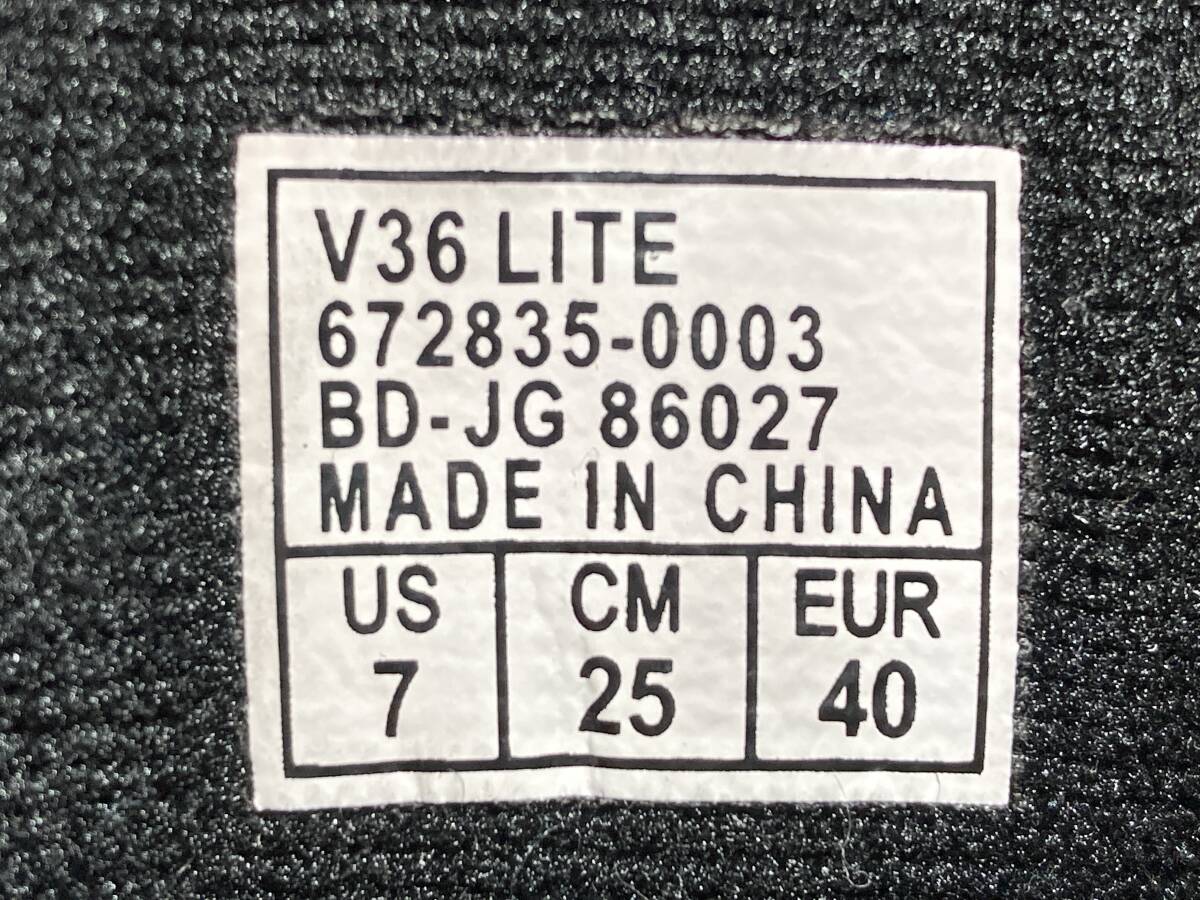 V36 LITE
672835-0003
BD-JG 86027
MADE IN CHINA
US CM EUR
7 25 40